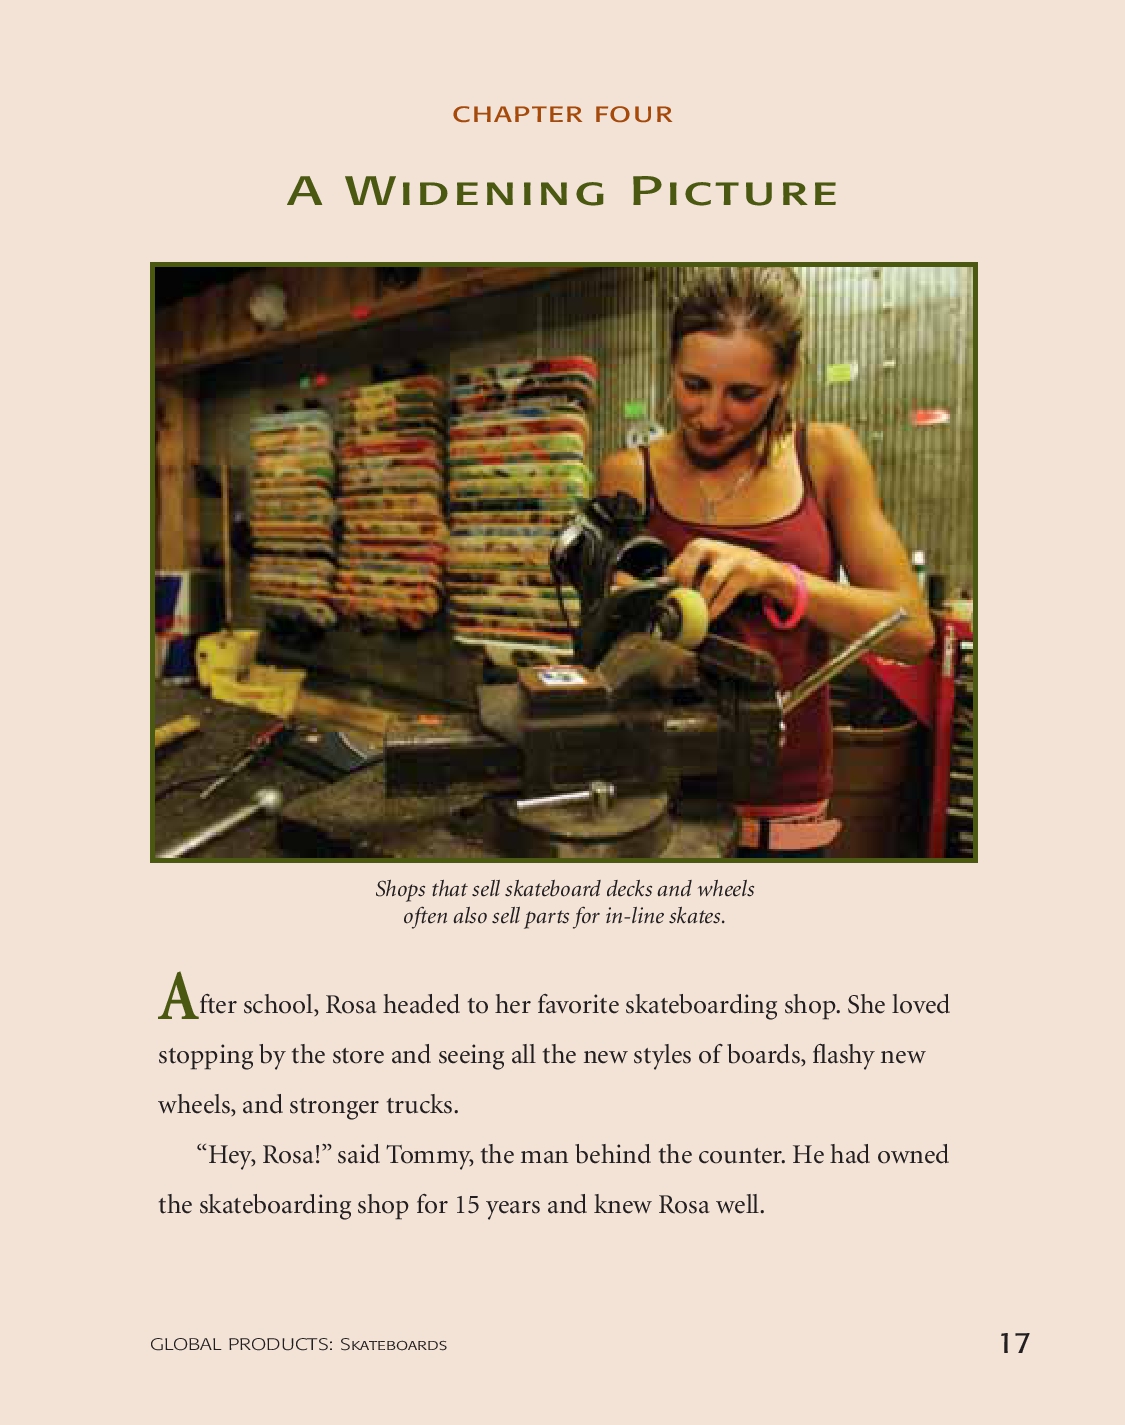 CHAPTER FOUR
A WIDENING PICTURE
Shops that sell skateboard decks and wheels
often also sell parts for in-line skates.
After school, Rosa headed to her favorite skateboarding shop. She loved
stopping by the store and seeing all the new styles of boards, flashy new
wheels, and stronger trucks.
“Hey, Rosa!” said Tommy, the man behind the counter. He had owned
the skateboarding shop for 15 years and knew Rosa well.
GLOBAL PRODUCTS: SKATEBOARDS
17